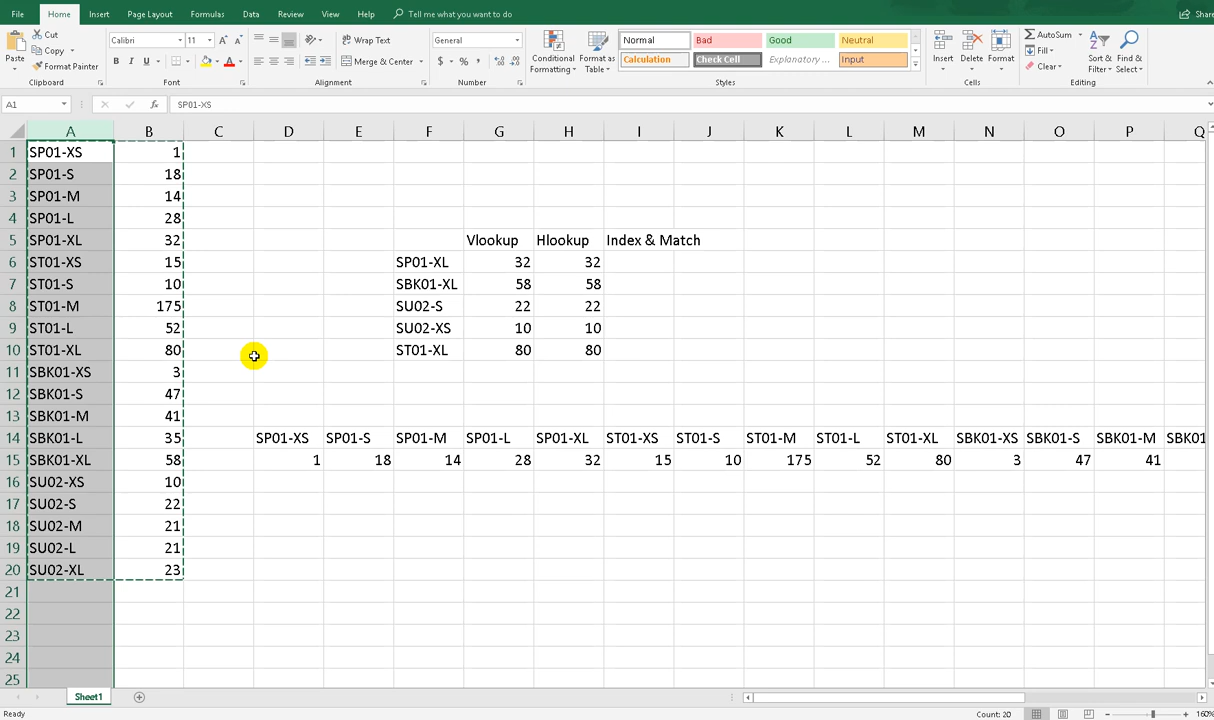 File Home Insert Page Layout Formulas Data Review View Help Tell me what you want to do Share
Paste Cut Copy Format Painter Clipboard
Calibri 11 B I U Font
Wrap Text Merge & Center Alignment
General $ % Number
Conditional Formatting Format as Table Normal Bad Good Neutral Calculation Check Cell Explanatory ... Input Styles
Insert Delete Format Cells
AutoSum Fill Clear Sort & Filter Find & Select Editing
A1 fx SP01-XS
A B C D E F G H I J K L M N O P Q
1 SP01-XS 1
2 SP01-S 18
3 SP01-M 14
4 SP01-L 28
5 SP01-XL 32 Vlookup Hlookup Index & Match
6 ST01-XS 15 SP01-XL 32 32
7 ST01-S 10 SBK01-XL 58 58
8 ST01-M 175 SU02-S 22 22
9 ST01-L 52 SU02-XS 10 10
10 ST01-XL 80 ST01-XL 80 80
11 SBK01-XS 3
12 SBK01-S 47
13 SBK01-M 41
14 SBK01-L 35 SP01-XS SP01-S SP01-M SP01-L SP01-XL ST01-XS ST01-S ST01-M ST01-L ST01-XL SBK01-XS SBK01-S SBK01-M SBK01
15 SBK01-XL 58 1 18 14 28 32 15 10 175 52 80 3 47 41
16 SU02-XS 10
17 SU02-S 22
18 SU02-M 21
19 SU02-L 21
20 SU02-XL 23
21
22
23
24
25
Sheet1
Ready Count: 20 160%